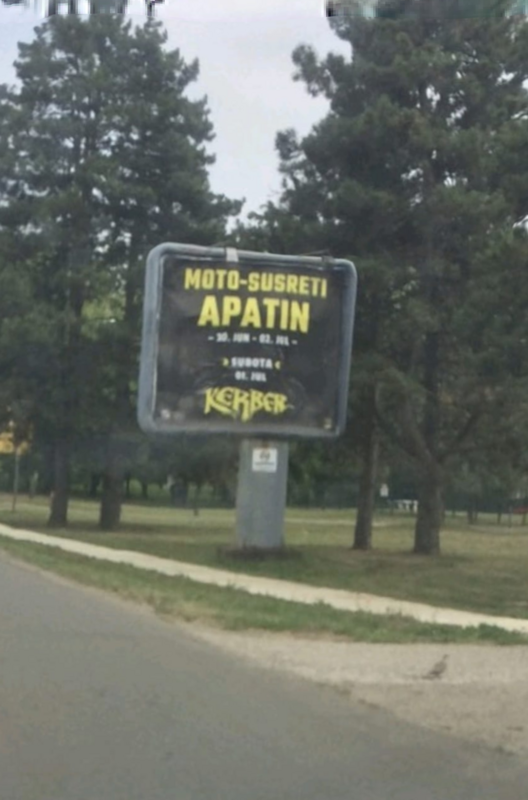 MOTO-SUSRETI
APATIN
- 30. JUN - 02. JUL -
SUBOTA
01. JUL
KERBER